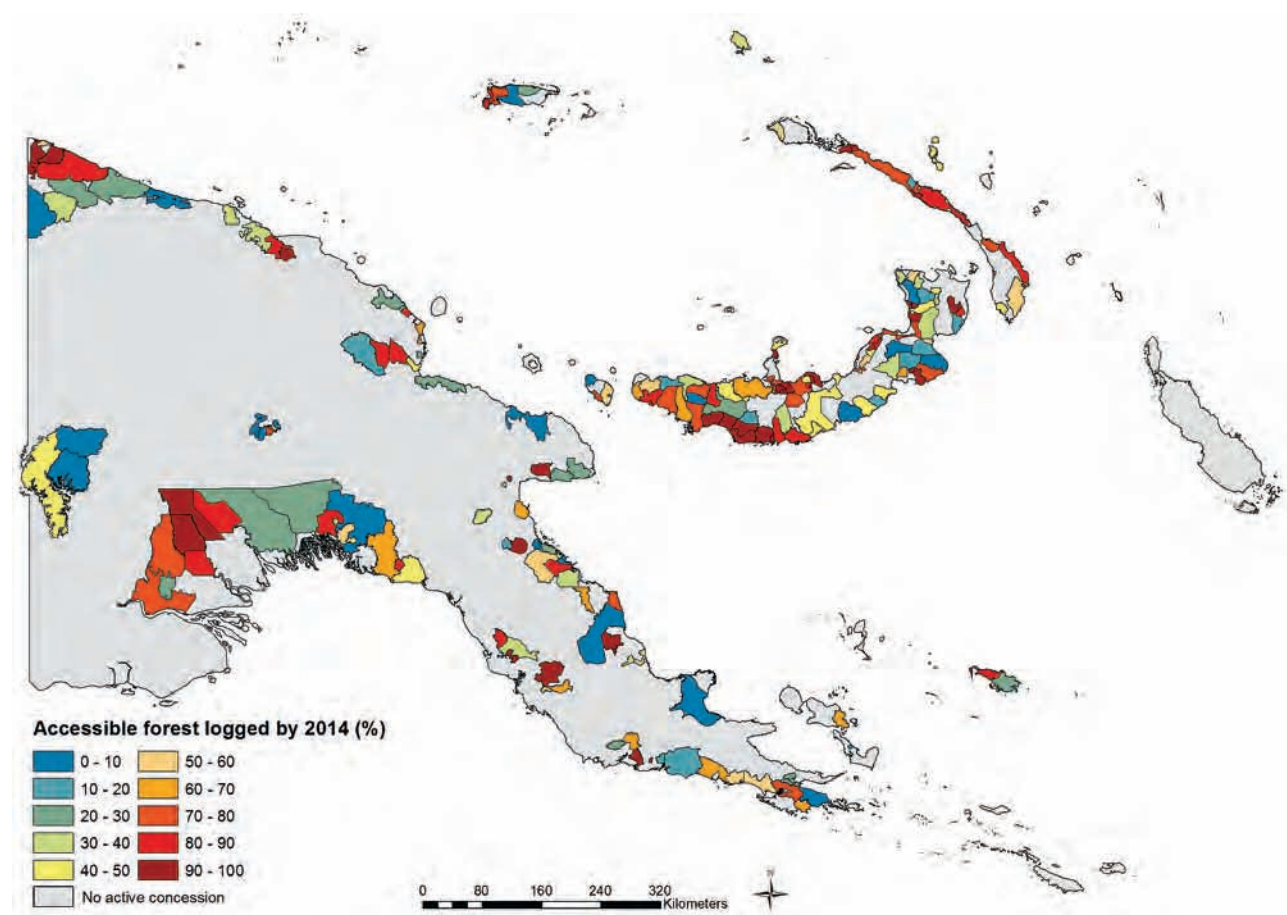 Accessible forest logged by 2014 (%)
0 - 10
50 - 60
10 - 20
60 - 70
20 - 30
70 - 80
30 - 40
80 - 90
40 - 50
90 - 100
No active concession
0 80 160 240 320
Kilometers
N